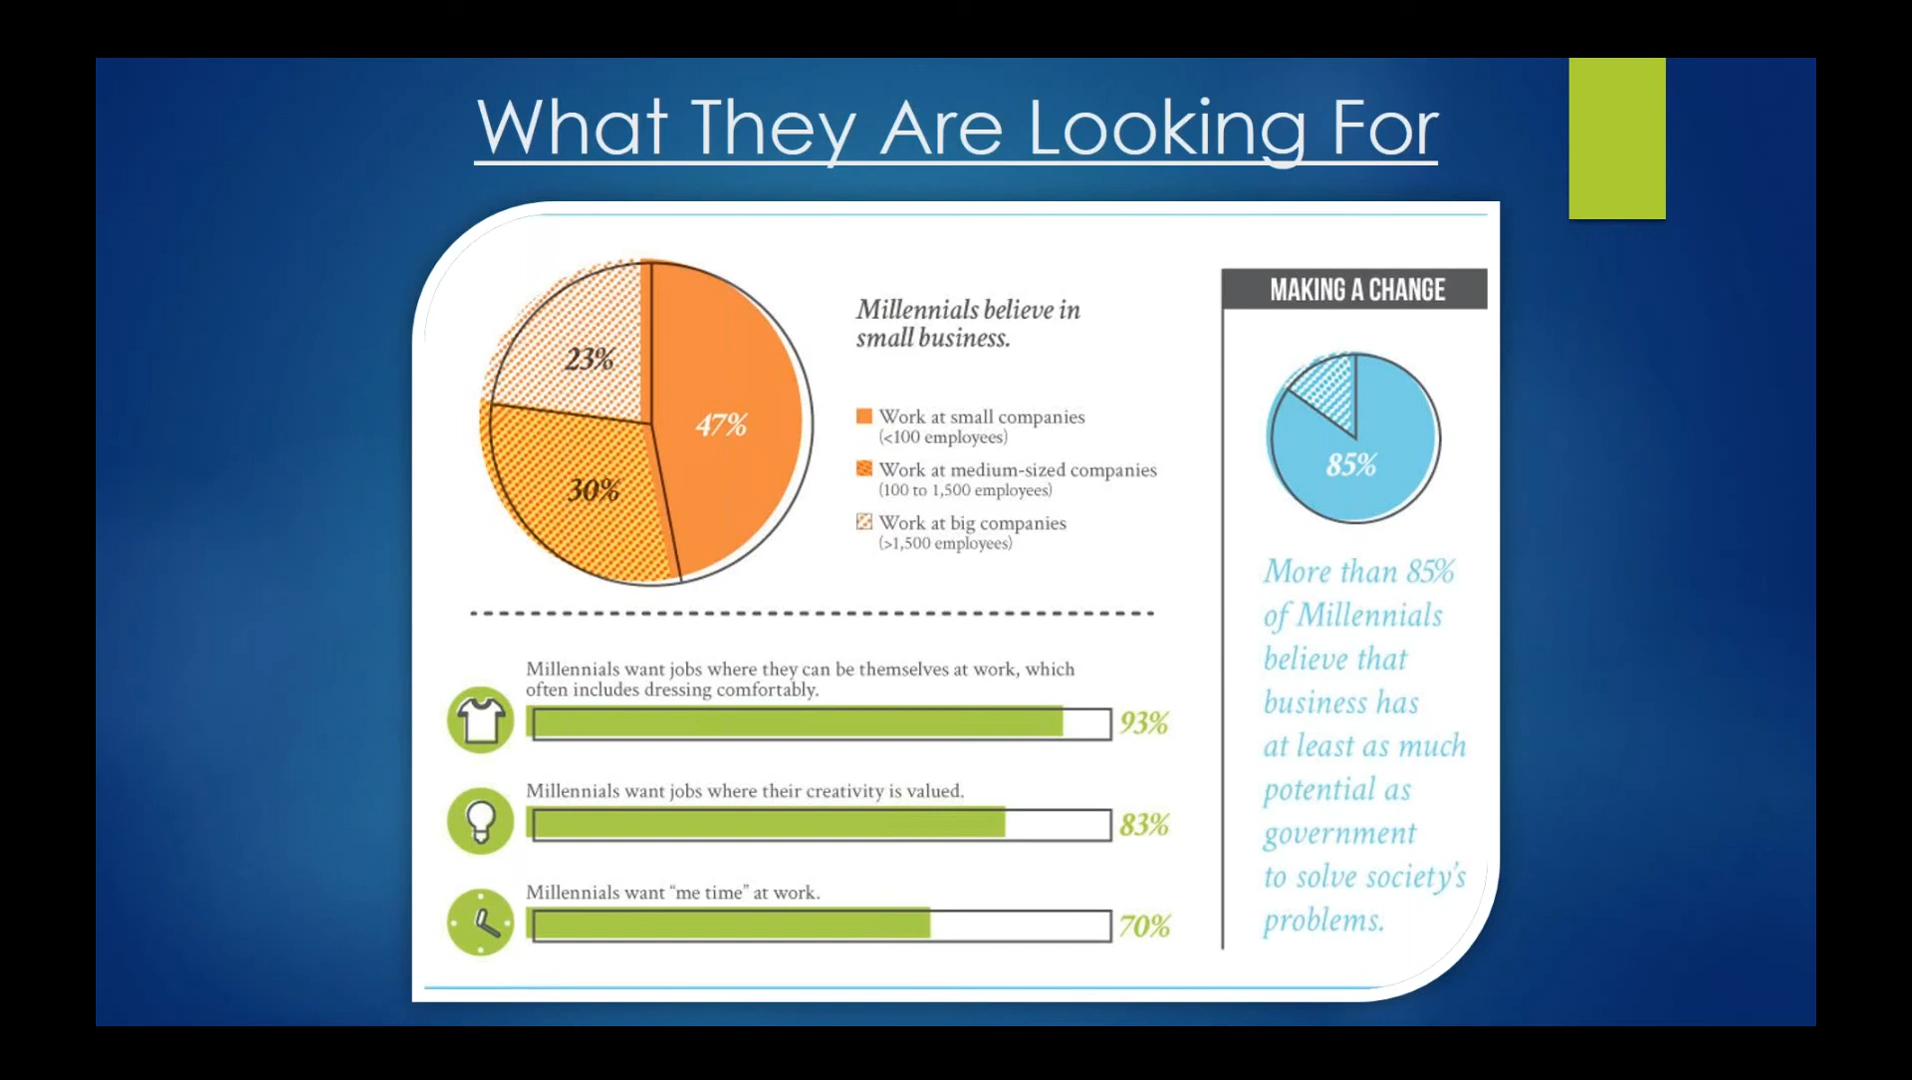 What They Are Looking For
23%
47%
30%
Millennials believe in
small business.
Work at small companies
(<100 employees)
Work at medium-sized companies
(100 to 1,500 employees)
Work at big companies
(>1,500 employees)
Millennials want jobs where they can be themselves at work, which
often includes dressing comfortably.
93%
Millennials want jobs where their creativity is valued.
83%
Millennials want “me time” at work.
70%
MAKING A CHANGE
85%
More than 85%
of Millennials
believe that
business has
at least as much
potential as
government
to solve society’s
problems.